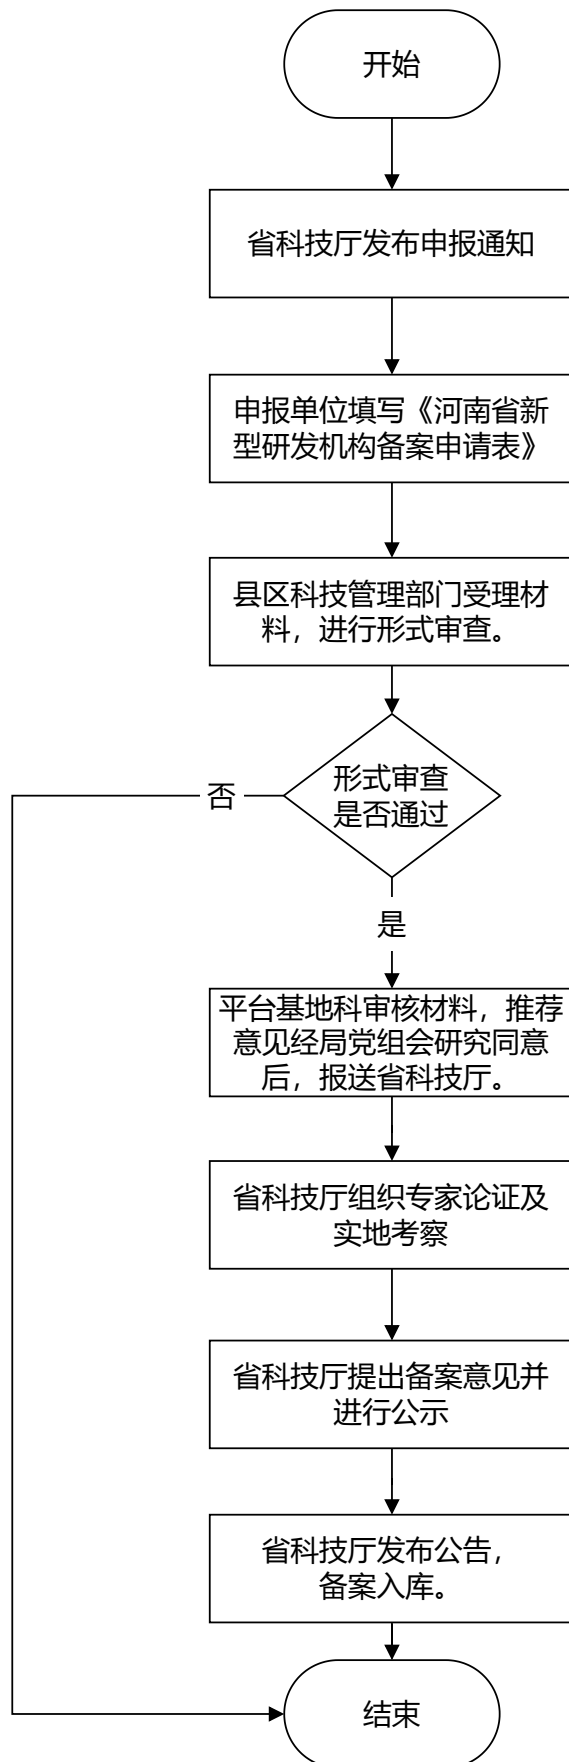 开始
省科技厅发布申报通知
申报单位填写《河南省新
型研发机构备案申请表》
县区科技管理部门受理材
料，进行形式审查。
形式审查
是否通过
否
是
平台基地科审核材料，推荐
意见经局党组会研究同意
后，报送省科技厅。
省科技厅组织专家论证及
实地考察
省科技厅提出备案意见并
进行公示
省科技厅发布公告，
备案入库。
结束